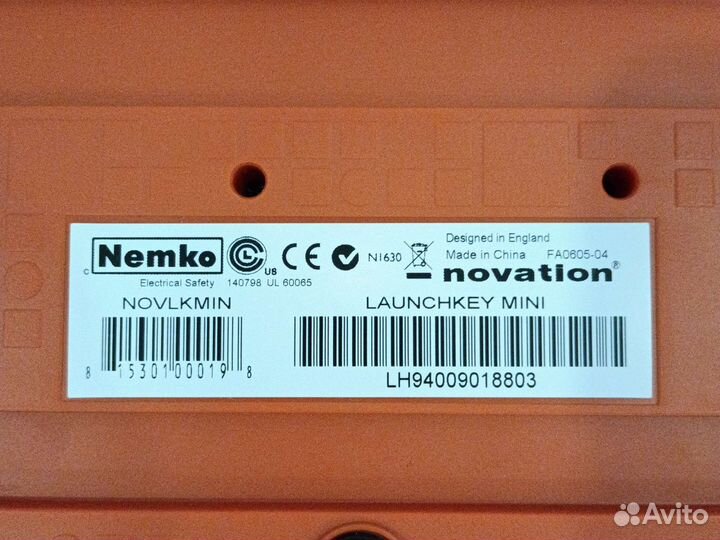 c Nemko
CL US CE N1630
Designed in England
Made in China FA0605-04
Electrical Safety 140798 UL 60065
novation®
NOVLKMIN LAUNCHKEY MINI
8 15301 00019 8
LH94009018803
Avito